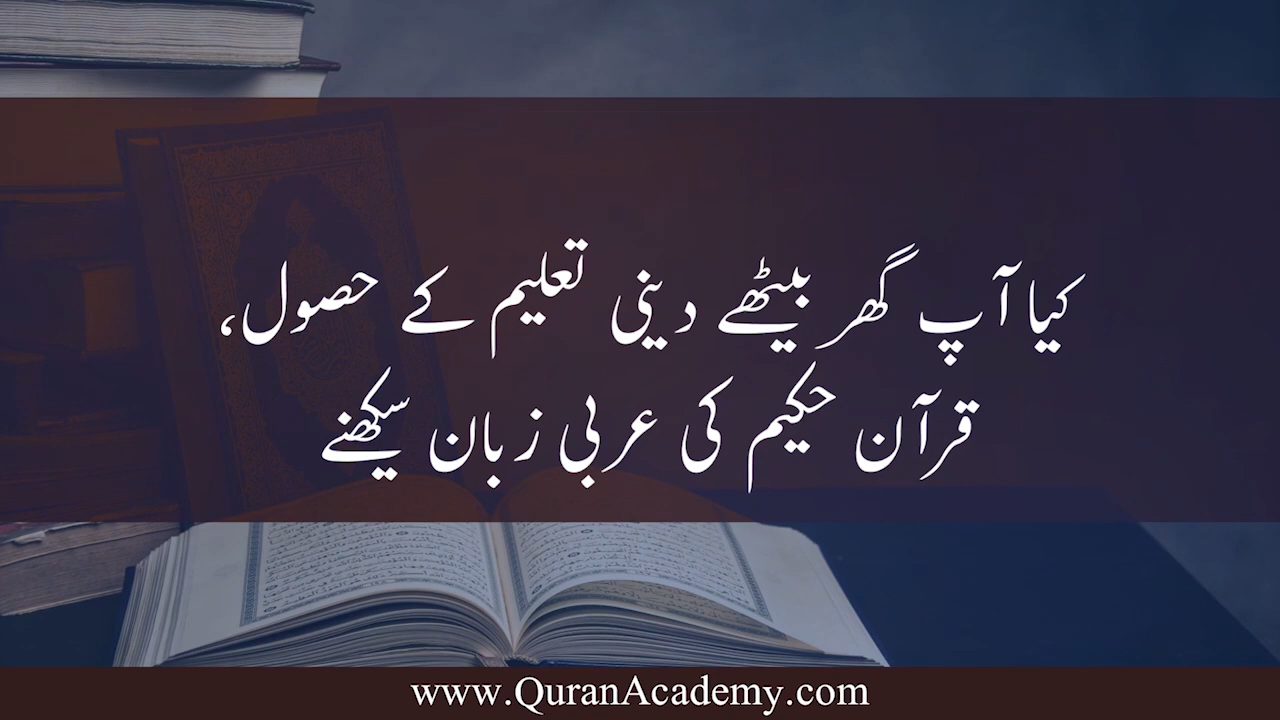 کیا آپ گھر بیٹھے دینی تعلیم کے حصول،
قرآن حکیم کی عربی زبان سیکھنے
www.QuranAcademy.com